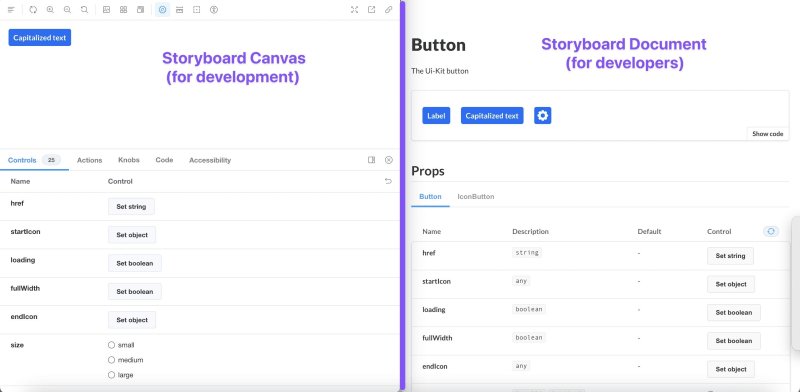 Capitalized text
Storyboard Canvas
(for development)
Controls 25 Actions Knobs Code Accessibility
Name Control
href Set string
startIcon Set object
loading Set boolean
fullWidth Set boolean
endIcon Set object
size small
medium
large
Button
Storyboard Document
(for developers)
The Ui-Kit button
Label Capitalized text
Show code
Props
Button IconButton
Name Description Default Control
href string - Set string
startIcon any - Set object
loading boolean - Set boolean
fullWidth boolean - Set boolean
endIcon any - Set object